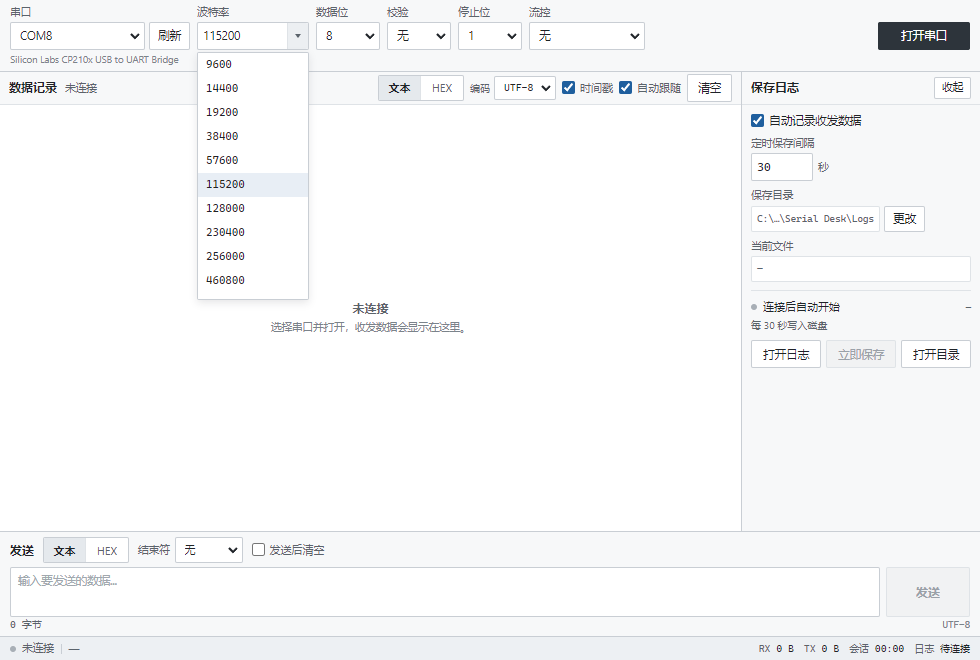 串口
波特率
数据位
校验
停止位
流控
COM8
刷新
115200
8
无
1
无
打开串口
Silicon Labs CP210x USB to UART Bridge
9600
14400
19200
38400
57600
115200
128000
230400
256000
460800
数据记录 未连接
文本
HEX
编码
UTF-8
时间戳
自动跟随
清空
未连接
选择串口并打开，收发数据会显示在这里。
保存日志
收起
自动记录收发数据
定时保存间隔
30 秒
保存目录
C:\…\Serial Desk\Logs
更改
当前文件
—
连接后自动开始 —
每 30 秒写入磁盘
打开日志
立即保存
打开目录
发送
文本
HEX
结束符
无
发送后清空
输入要发送的数据…
发送
0 字节
UTF-8
未连接 —
RX 0 B TX 0 B 会话 00:00 日志 待连接